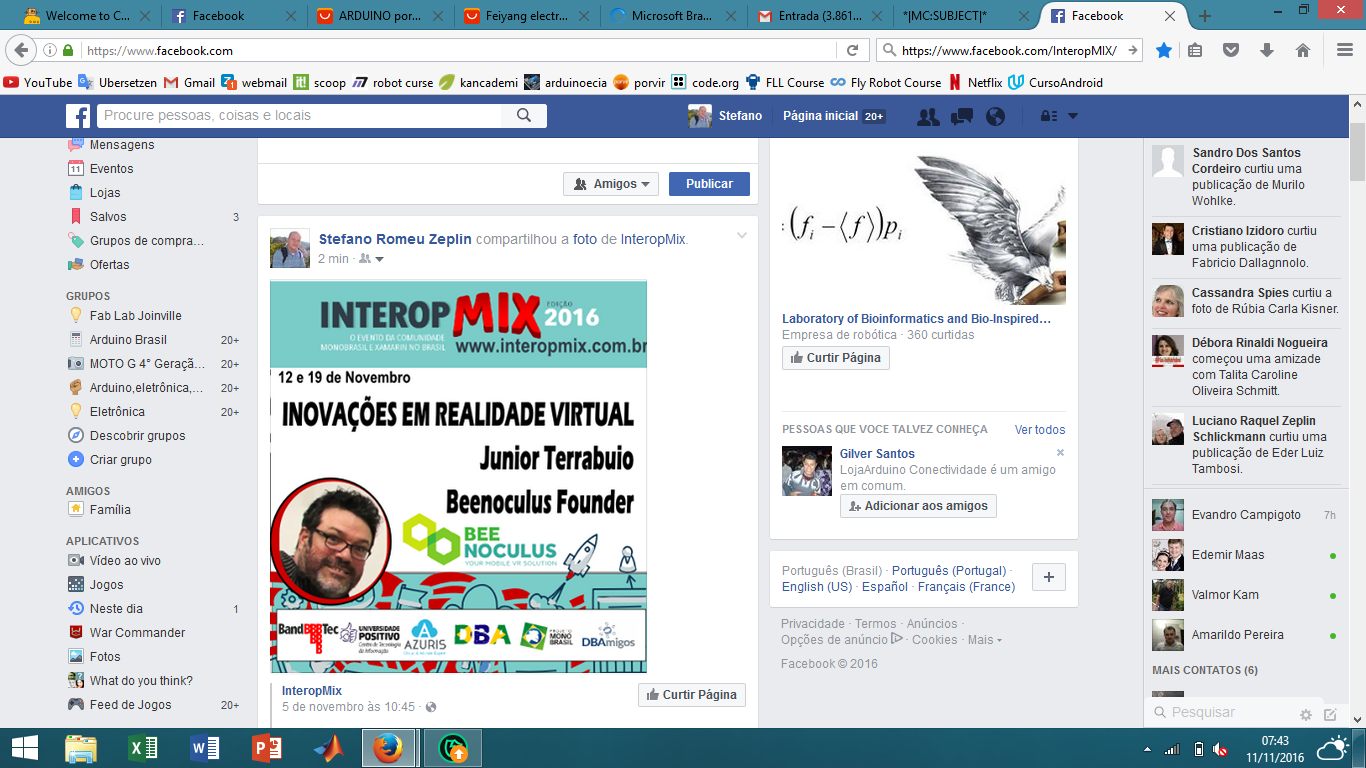 Welcome to C...
Facebook
ARDUINO por...
Feiyang electr...
Microsoft Bra...
Entrada (3.861...
*|MC:SUBJECT|*
Facebook
https://www.facebook.com
https://www.facebook.com/InteropMIX/
YouTube
Ubersetzen
Gmail
webmail
scoop
robot curse
kancademi
arduinoecia
porvir
code.org
FLL Course
Fly Robot Course
Netflix
CursoAndroid
Procure pessoas, coisas e locais
Stefano
Página inicial 20+
Mensagens
Eventos
Lojas
Salvos 3
Grupos de compra...
Ofertas
GRUPOS
Fab Lab Joinville
Arduino Brasil 20+
MOTO G 4° Geraçã... 20+
Arduino,eletrônica,... 20+
Eletrônica 20+
Descobrir grupos
Criar grupo
AMIGOS
Família
APLICATIVOS
Vídeo ao vivo
Jogos
Neste dia 1
War Commander
Fotos
What do you think?
Feed de Jogos 20+
Amigos
Publicar
Stefano Romeu Zeplin compartilhou a foto de InteropMix.
2 min
INTEROP MIX EDIÇÃO 2016
O EVENTO DA COMUNIDADE
MONOBRASIL E XAMARIN NO BRASIL
www.interopmix.com.br
12 e 19 de Novembro
INOVAÇÕES EM REALIDADE VIRTUAL
Junior Terrabuio
Beenoculus Founder
BEE
NOCULUS
YOUR MOBILE VR SOLUTION
BandTec
UNIVERSIDADE
POSITIVO
Centro de Tecnologia
da Informação
AZURIS
DBA
PROJETO
MONO
BRASIL
DBAmigos
InteropMix
5 de novembro às 10:45
Curtir Página
: (fi − ⟨f⟩)pi
Laboratory of Bioinformatics and Bio-Inspired...
Empresa de robótica · 360 curtidas
Curtir Página
PESSOAS QUE VOCE TALVEZ CONHEÇA
Ver todos
Gilver Santos
LojaArduino Conectividade é um amigo
em comum.
Adicionar aos amigos
Português (Brasil) · Português (Portugal) ·
English (US) · Español · Français (France)
Privacidade · Termos · Anúncios ·
Opções de anúncio · Cookies · Mais
Facebook © 2016
Sandro Dos Santos
Cordeiro curtiu uma
publicação de Murilo
Wohlke.
Cristiano Izidoro curtiu
uma publicação de
Fabricio Dallagnnolo.
Cassandra Spies curtiu a
foto de Rúbia Carla Kisner.
Débora Rinaldi Nogueira
começou uma amizade
com Talita Caroline
Oliveira Schmitt.
Luciano Raquel Zeplin
Schlickmann curtiu uma
publicação de Eder Luiz
Tambosi.
Evandro Campigoto 7h
Edemir Maas
Valmor Kam
Amarildo Pereira
MAIS CONTATOS (6)
Pesquisar
07:43
11/11/2016